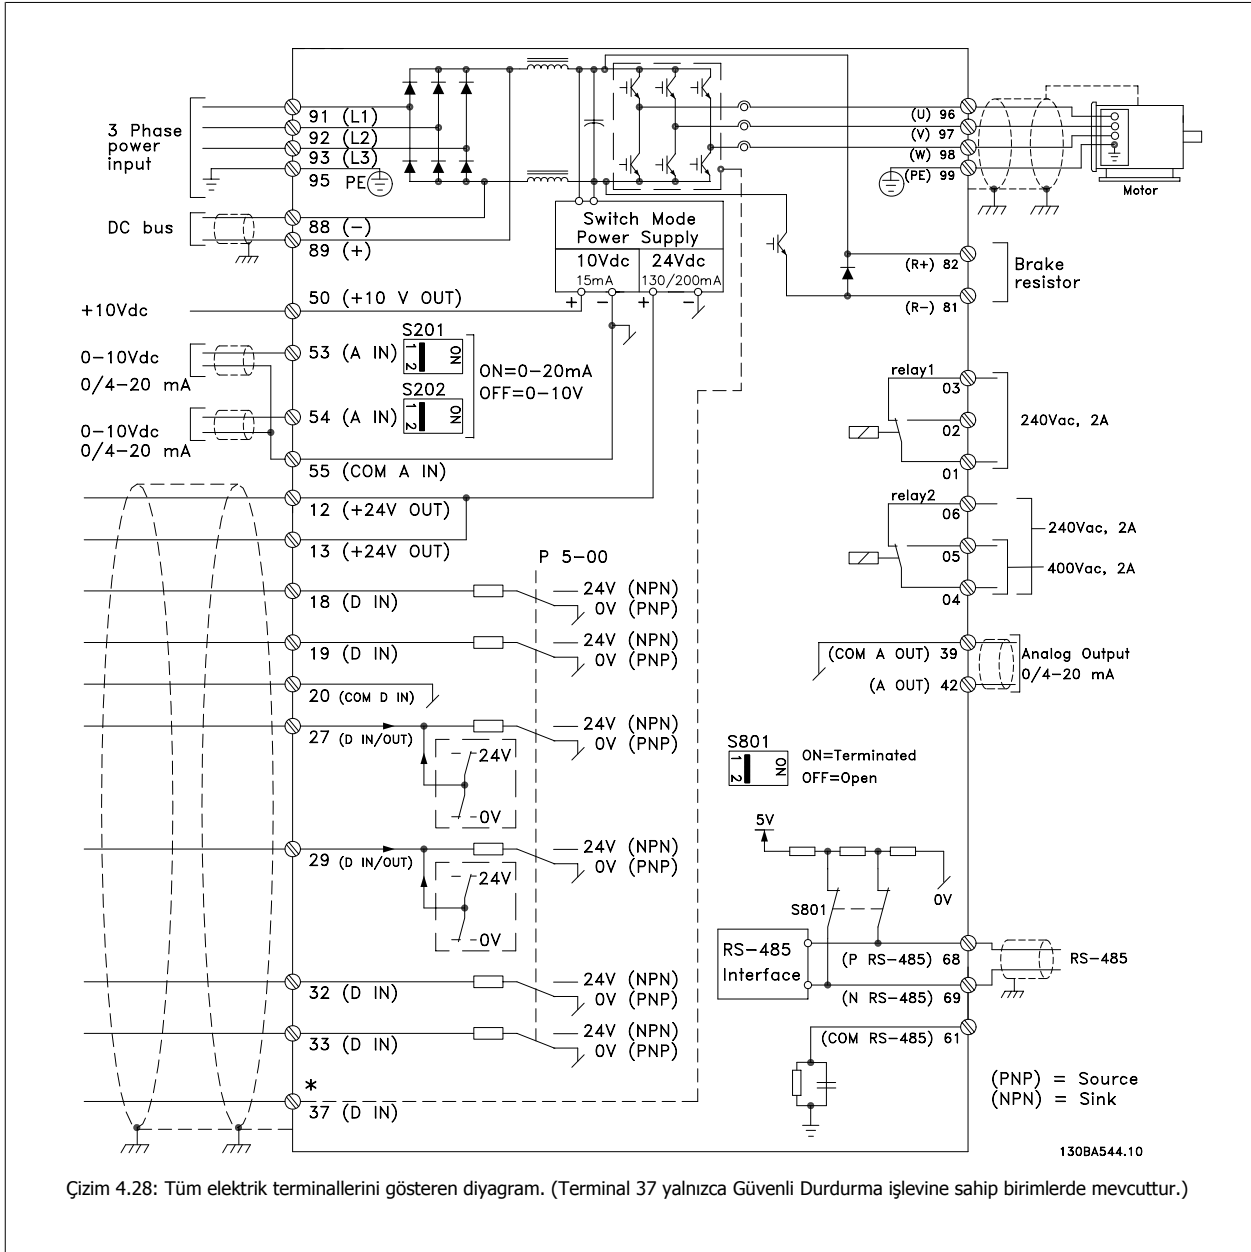 3 Phase
power
input
91 (L1)
92 (L2)
93 (L3)
95 PE
DC bus
88 (-)
89 (+)
+10Vdc
50 (+10 V OUT)
Switch Mode
Power Supply
10Vdc
15mA
24Vdc
130/200mA
+ - + -
(U) 96
(V) 97
(W) 98
(PE) 99
Motor
(R+) 82
(R-) 81
Brake
resistor
0-10Vdc
0/4-20 mA
53 (A IN)
S201
1
2
ON
ON=0-20mA
OFF=0-10V
0-10Vdc
0/4-20 mA
54 (A IN)
S202
1
2
ON
55 (COM A IN)
12 (+24V OUT)
13 (+24V OUT)
relay1
03
02
01
240Vac, 2A
relay2
06
05
04
240Vac, 2A
400Vac, 2A
P 5-00
18 (D IN)
24V (NPN)
0V (PNP)
19 (D IN)
24V (NPN)
0V (PNP)
20 (COM D IN)
27 (D IN/OUT)
24V (NPN)
0V (PNP)
24V
0V
29 (D IN/OUT)
24V (NPN)
0V (PNP)
24V
0V
32 (D IN)
24V (NPN)
0V (PNP)
33 (D IN)
24V (NPN)
0V (PNP)
*
37 (D IN)
(COM A OUT) 39
(A OUT) 42
Analog Output
0/4-20 mA
S801
1
2
ON
ON=Terminated
OFF=Open
5V
0V
S801
RS-485
Interface
(P RS-485) 68
(N RS-485) 69
RS-485
(COM RS-485) 61
(PNP) = Source
(NPN) = Sink
130BA544.10
Çizim 4.28: Tüm elektrik terminallerini gösteren diyagram. (Terminal 37 yalnızca Güvenli Durdurma işlevine sahip birimlerde mevcuttur.)